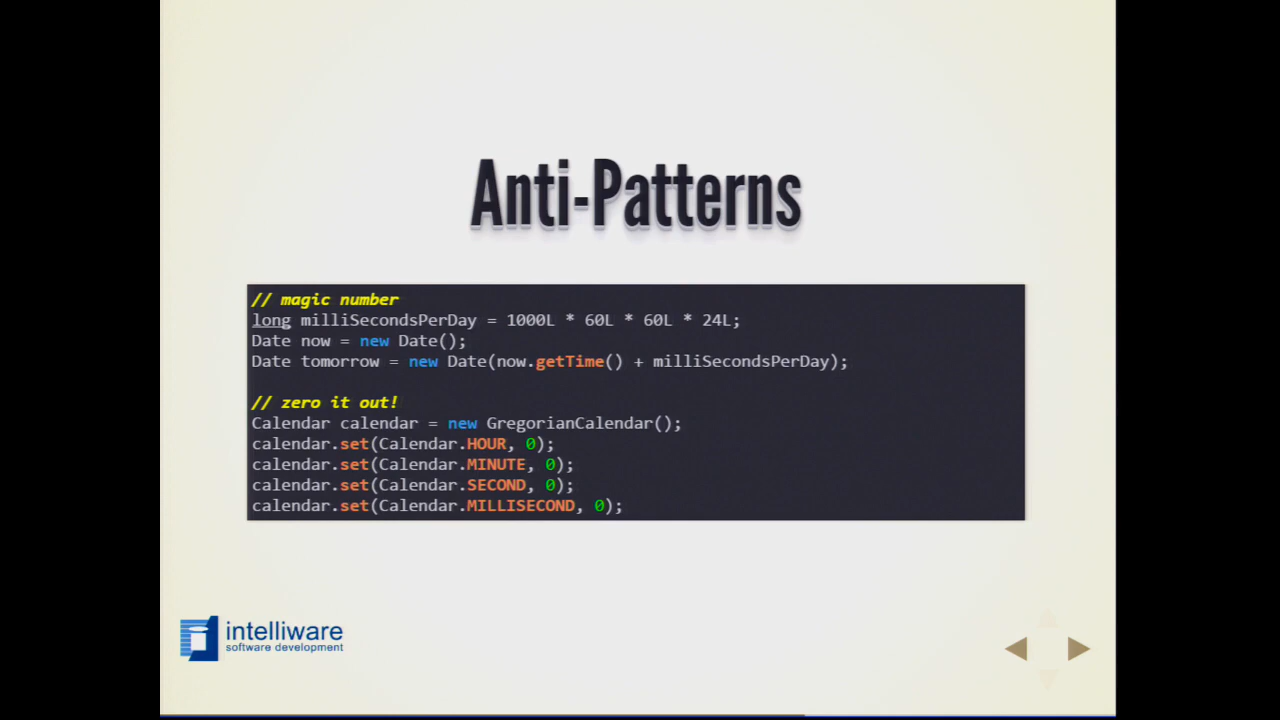 Anti-Patterns
// magic number
long milliSecondsPerDay = 1000L * 60L * 60L * 24L;
Date now = new Date();
Date tomorrow = new Date(now.getTime() + milliSecondsPerDay);
// zero it out!
Calendar calendar = new GregorianCalendar();
calendar.set(Calendar.HOUR, 0);
calendar.set(Calendar.MINUTE, 0);
calendar.set(Calendar.SECOND, 0);
calendar.set(Calendar.MILLISECOND, 0);
intelliware
software development